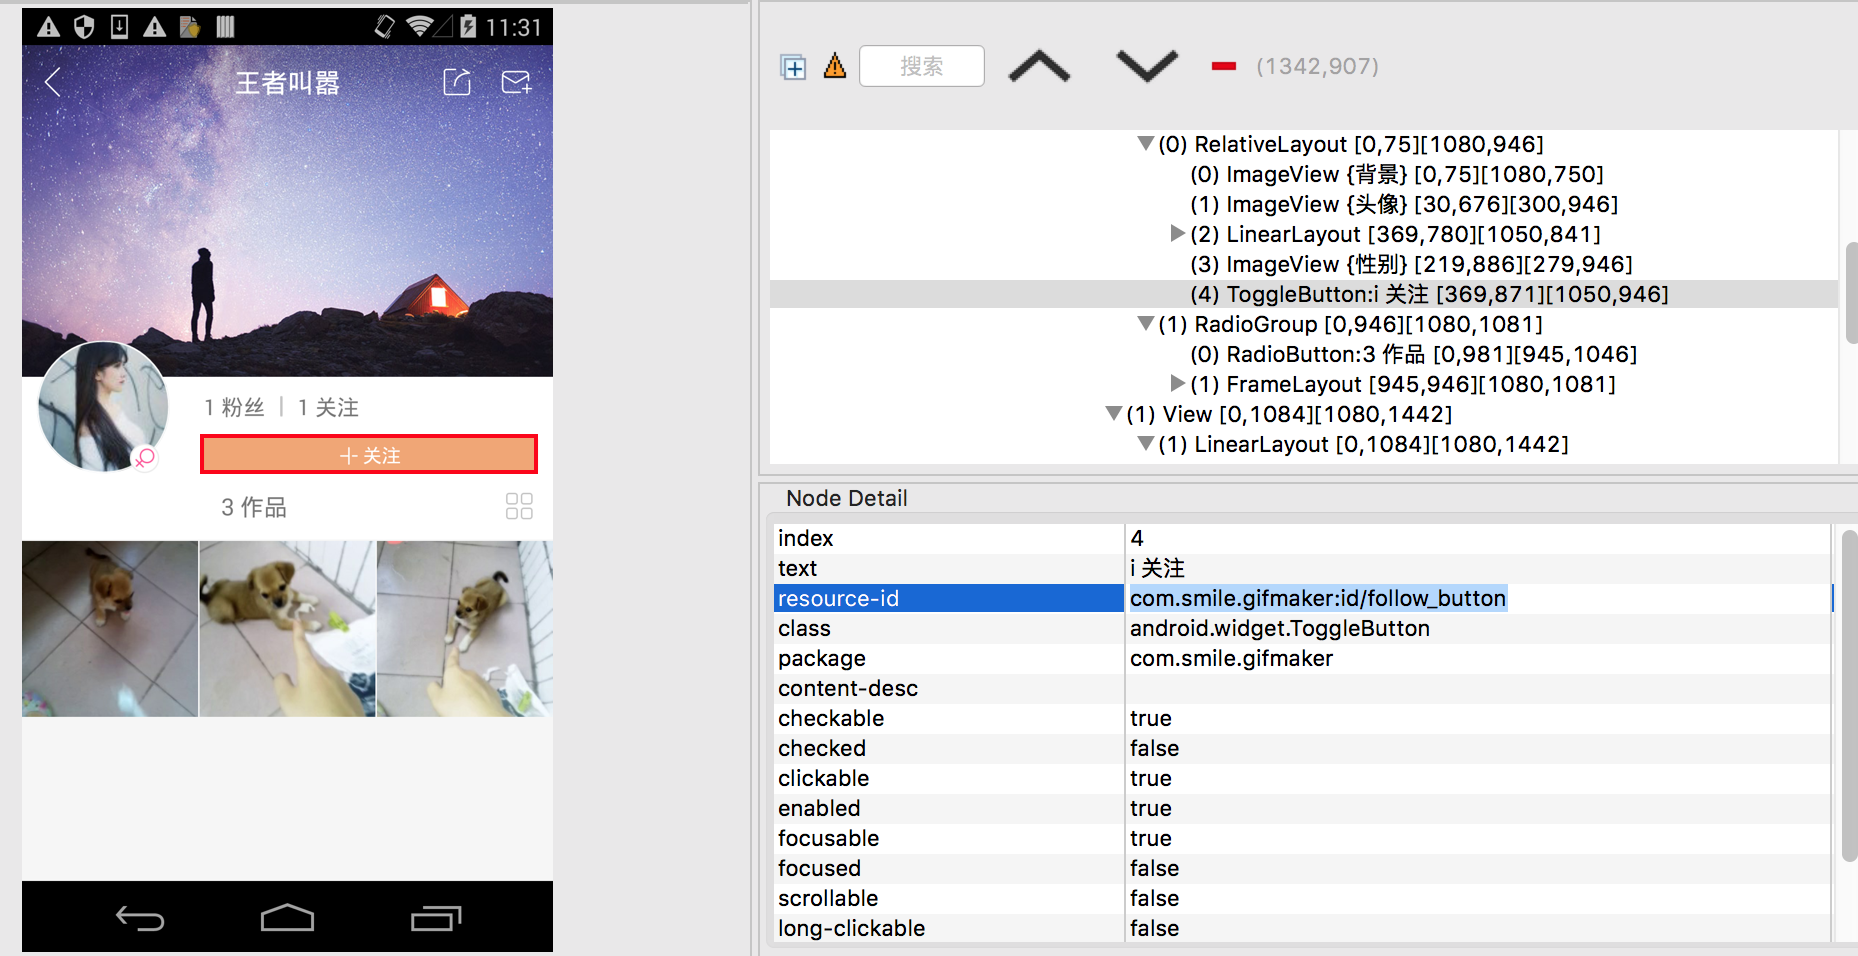 11:31
王者叫嚣
1 粉丝 | 1 关注
十 关注
3 作品
搜索
(1342,907)
(0) RelativeLayout [0,75][1080,946]
(0) ImageView {背景} [0,75][1080,750]
(1) ImageView {头像} [30,676][300,946]
(2) LinearLayout [369,780][1050,841]
(3) ImageView {性别} [219,886][279,946]
(4) ToggleButton:i 关注 [369,871][1050,946]
(1) RadioGroup [0,946][1080,1081]
(0) RadioButton:3 作品 [0,981][945,1046]
(1) FrameLayout [945,946][1080,1081]
(1) View [0,1084][1080,1442]
(1) LinearLayout [0,1084][1080,1442]
Node Detail
index 4
text i 关注
resource-id com.smile.gifmaker:id/follow_button
class android.widget.ToggleButton
package com.smile.gifmaker
content-desc
checkable true
checked false
clickable true
enabled true
focusable true
focused false
scrollable false
long-clickable false